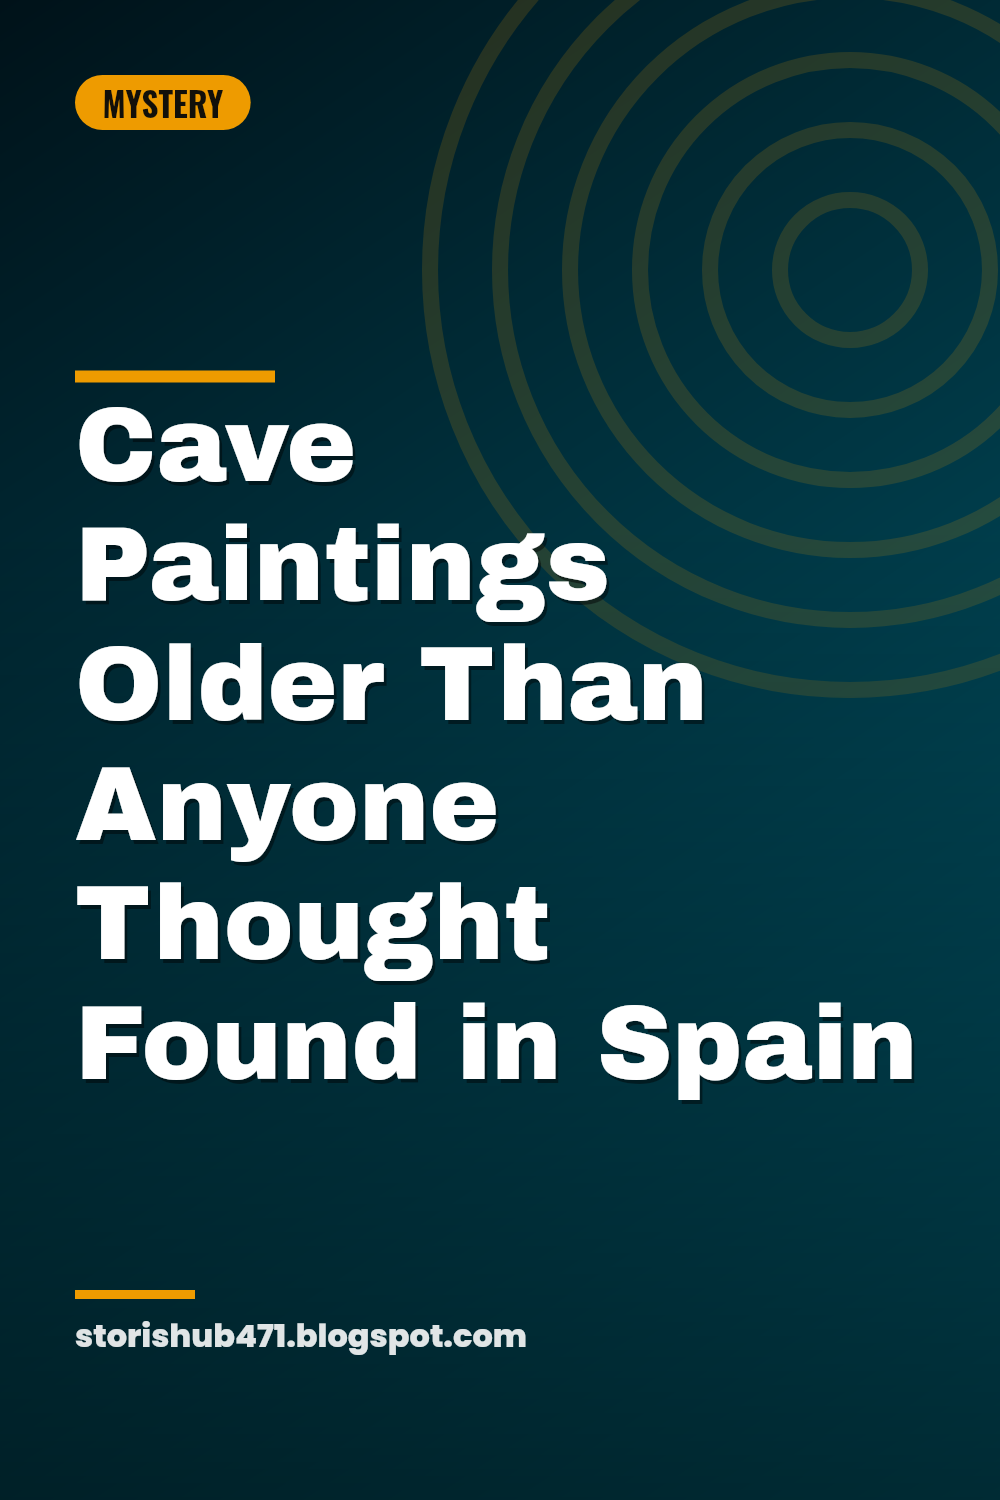 MYSTERY
Cave
Paintings
Older Than
Anyone
Thought
Found in Spain
storishub471.blogspot.com